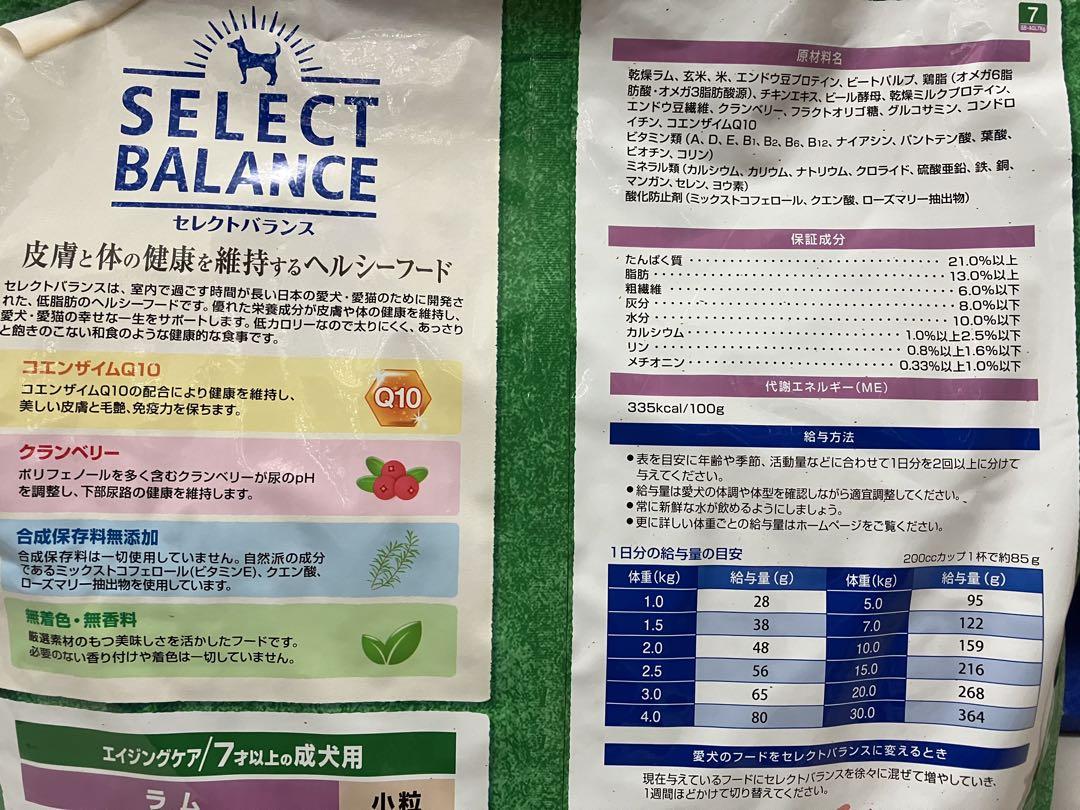 SELECT
BALANCE
セレクトバランス
皮膚と体の健康を維持するヘルシーフード
セレクトバランスは、室内で過ごす時間が長い日本の愛犬・愛猫のために開発さ
れた、低脂肪のヘルシーフードです。優れた栄養成分が皮膚や体の健康を維持し、
愛犬・愛猫の幸せな一生をサポートします。低カロリーなので太りにくく、あっさり
と飽きのこない和食のような健康的な食事です。
コエンザイムQ10
コエンザイムQ10の配合により健康を維持し、
美しい皮膚と毛艶、免疫力を保ちます。
Q10
クランベリー
ポリフェノールを多く含むクランベリーが尿のpH
を調整し、下部尿路の健康を維持します。
合成保存料無添加
合成保存料は一切使用していません。自然派の成分
であるミックストコフェロール(ビタミンE)、クエン酸、
ローズマリー抽出物を使用しています。
無着色・無香料
厳選素材のもつ美味しさを活かしたフードです。
必要のない香り付けや着色は一切していません。
エイジングケア/7才以上の成犬用
ラム
小粒
7
原材料名
乾燥ラム、玄米、米、エンドウ豆プロテイン、ビートパルプ、鶏脂（オメガ6脂
肪酸・オメガ3脂肪酸源）、チキンエキス、ビール酵母、乾燥ミルクプロテイン、
エンドウ豆繊維、クランベリー、フラクトオリゴ糖、グルコサミン、コンドロ
イチン、コエンザイムQ10
ビタミン類（A、D、E、B1、B2、B6、B12、ナイアシン、パントテン酸、葉酸、
ビオチン、コリン）
ミネラル類（カルシウム、カリウム、ナトリウム、クロライド、硫酸亜鉛、鉄、銅、
マンガン、セレン、ヨウ素）
酸化防止剤（ミックストコフェロール、クエン酸、ローズマリー抽出物）
保証成分
たんぱく質 21.0%以上
脂肪 13.0%以上
粗繊維 6.0%以下
灰分 8.0%以下
水分 10.0%以下
カルシウム 1.0%以上2.5%以下
リン 0.8%以上1.6%以下
メチオニン 0.33%以上1.0%以下
代謝エネルギー（ME）
335kcal/100g
給与方法
●表を目安に年齢や季節、活動量などに合わせて1日分を2回以上に分けて
与えてください。
●給与量は愛犬の体調や体型を確認しながら適宜調整してください。
●常に新鮮な水が飲めるようにしましょう。
●更に詳しい体重ごとの給与量はホームページをご覧ください。
1日分の給与量の目安 200ccカップ1杯で約85g
体重(kg) 給与量(g) 体重(kg) 給与量(g)
1.0 28 5.0 95
1.5 38 7.0 122
2.0 48 10.0 159
2.5 56 15.0 216
3.0 65 20.0 268
4.0 80 30.0 364
愛犬のフードをセレクトバランスに変えるとき
現在与えているフードにセレクトバランスを徐々に混ぜて増やしていき、
1週間ほどかけて切り替えてください。